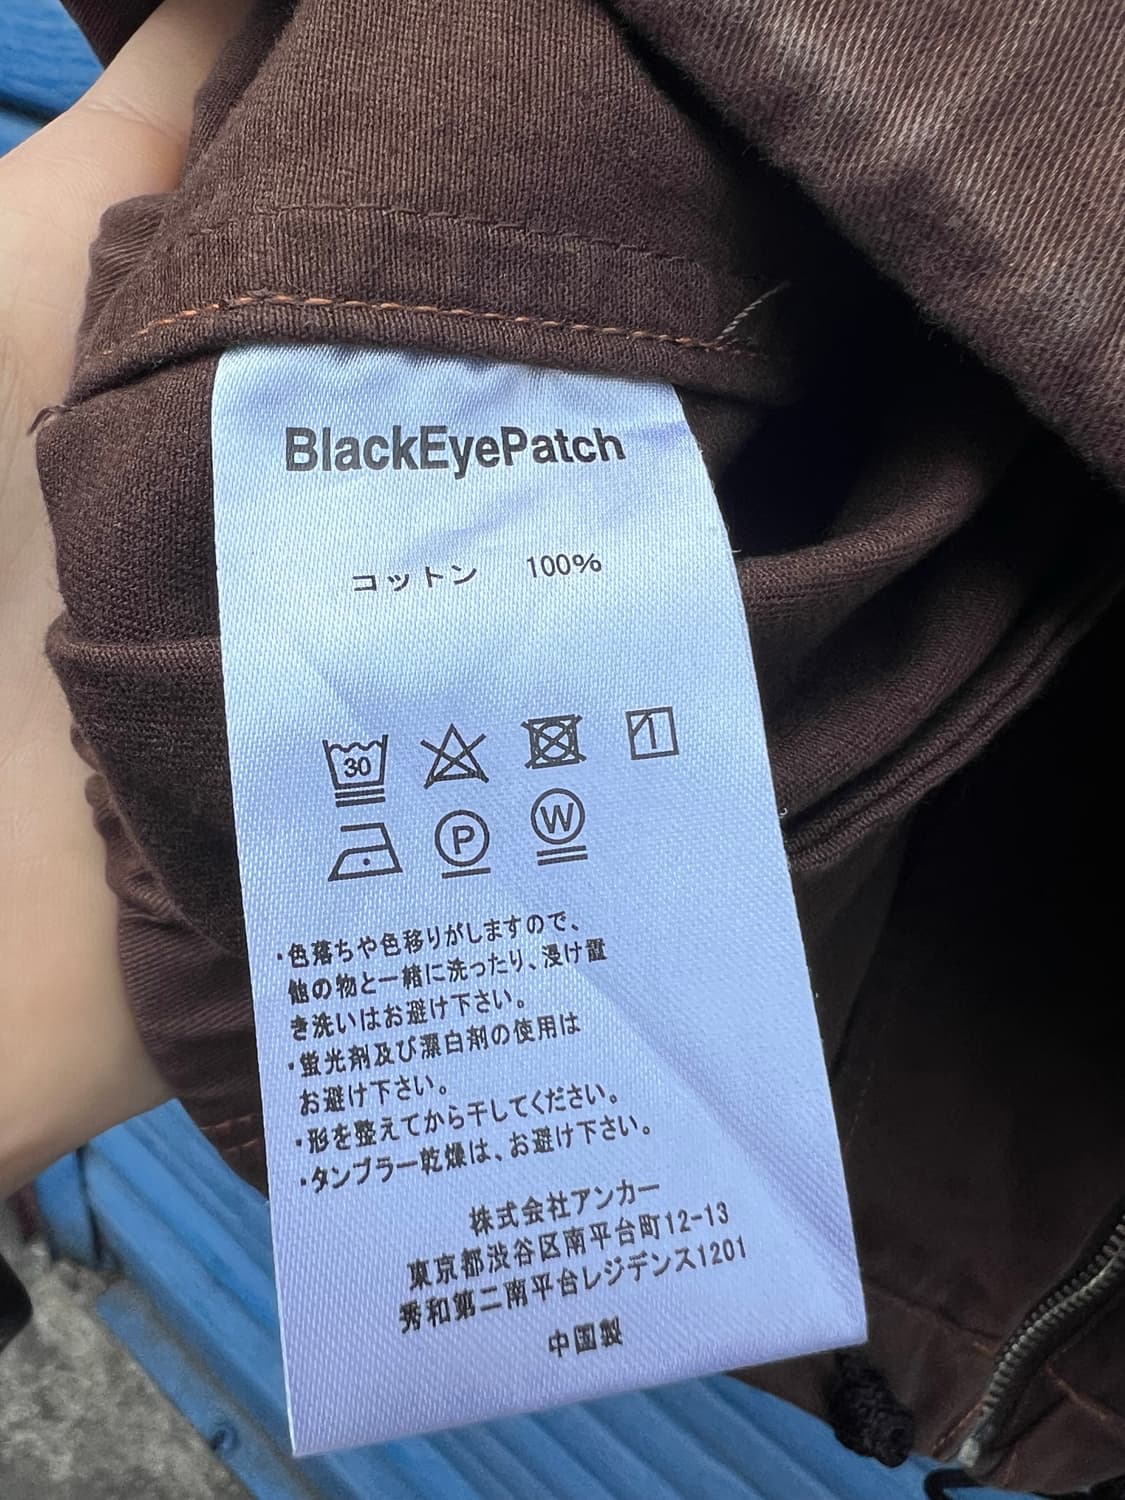 BlackEyePatch
コットン 100%
30
P
W
・色落ちや色移りがしますので、
他の物と一緒に洗ったり、浸け置
き洗いはお避け下さい。
・蛍光剤及び漂白剤の使用は
お避け下さい。
・形を整えてから干してください。
・タンブラー乾燥は、お避け下さい。
株式会社アンカー
東京都渋谷区南平台町12-13
秀和第二南平台レジデンス1201
中国製